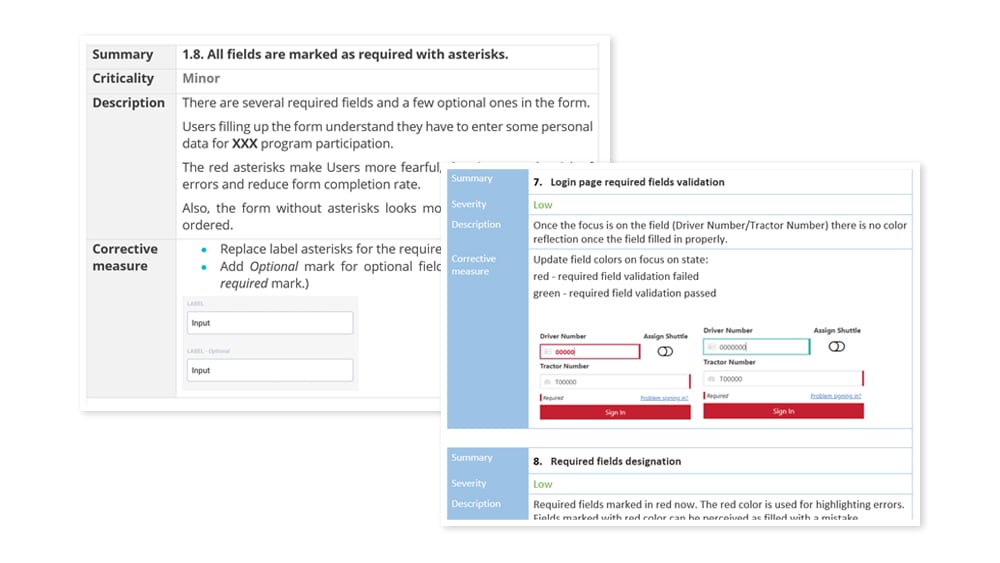 Summary
1.8. All fields are marked as required with asterisks.
Criticality
Minor
Description
There are several required fields and a few optional ones in the form.
Users filling up the form understand they have to enter some personal
data for XXX program participation.
The red asterisks make Users more fearful,
errors and reduce form completion rate.
Also, the form without asterisks looks mo
ordered.
Corrective
measure
Replace label asterisks for the require
Add Optional mark for optional field
required mark.)
LABEL
Input
LABEL - Optional
Input
Summary
7. Login page required fields validation
Severity
Low
Description
Once the focus is on the field (Driver Number/Tractor Number) there is no color
reflection once the field filled in properly.
Corrective
measure
Update field colors on focus on state:
red - required field validation failed
green - required field validation passed
Driver Number
Assign Shuttle
00000
Tractor Number
T00000
Required
Problem signing in?
Sign In
Driver Number
Assign Shuttle
0000000
Tractor Number
T00000
Required
Problem signing in?
Sign In
Summary
8. Required fields designation
Severity
Low
Description
Required fields marked in red now. The red color is used for highlighting errors.
Fields marked with red color can be perceived as filled with a mistake